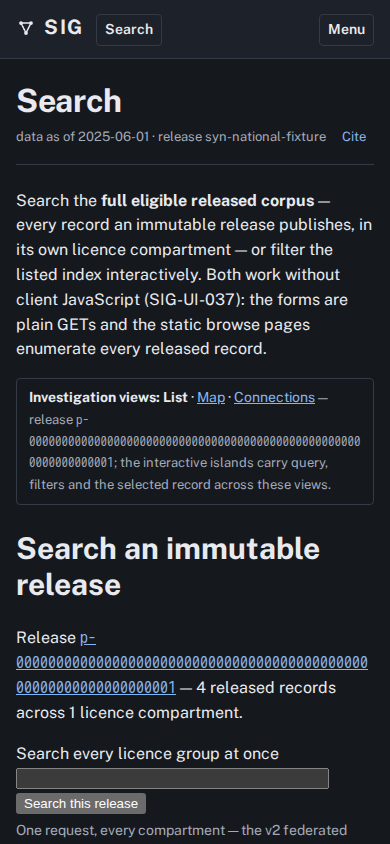 SIG Search Menu
Search
data as of 2025-06-01 · release syn-national-fixture Cite
Search the full eligible released corpus —
every record an immutable release publishes, in
its own licence compartment — or filter the
listed index interactively. Both work without
client JavaScript (SIG-UI-037): the forms are
plain GETs and the static browse pages
enumerate every released record.
Investigation views: List · Map · Connections —
release p-
000000000000000000000000000000000000000000000000000
0000000000001; the interactive islands carry query,
filters and the selected record across these views.
Search an immutable
release
Release p-
00000000000000000000000000000000000000000000
00000000000000000001 — 4 released records
across 1 licence compartment.
Search every licence group at once
Search this release
One request, every compartment — the v2 federated